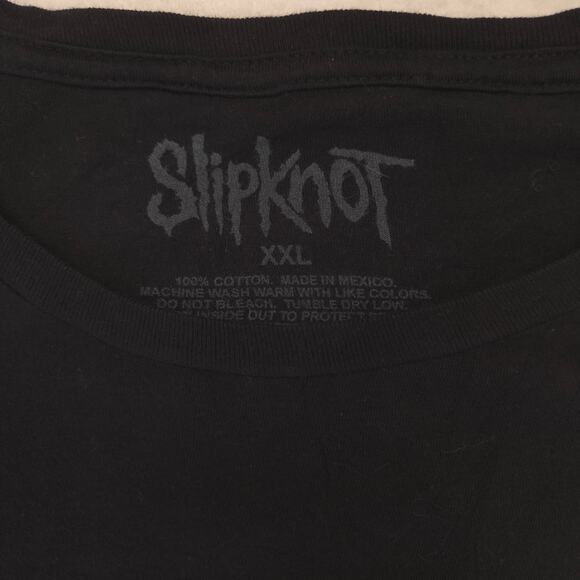 SlipknoT
XXL
100% COTTON. MADE IN MEXICO.
MACHINE WASH WARM WITH LIKE COLORS.
DO NOT BLEACH. TUMBLE DRY LOW.
INSIDE OUT TO PROTECT